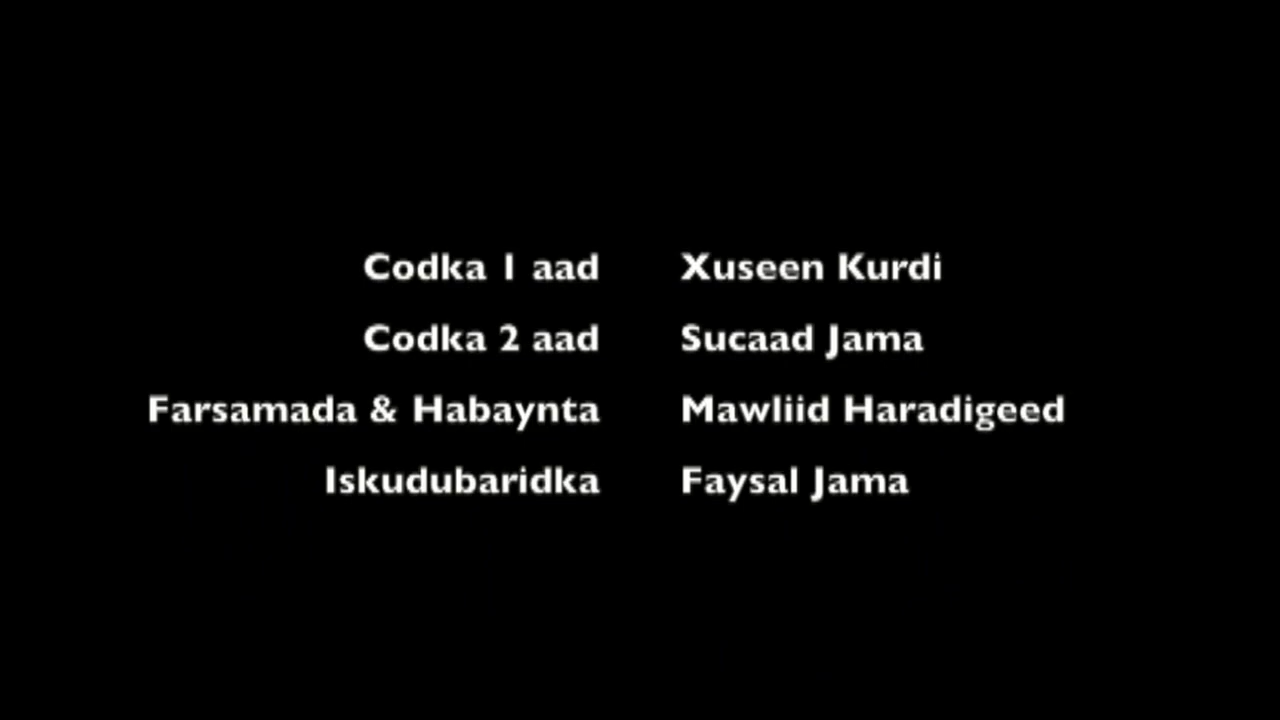 Codka 1 aad Xuseen Kurdi
Codka 2 aad Sucaad Jama
Farsamada & Habaynta Mawliid Haradigeed
Iskudubaridka Faysal Jama